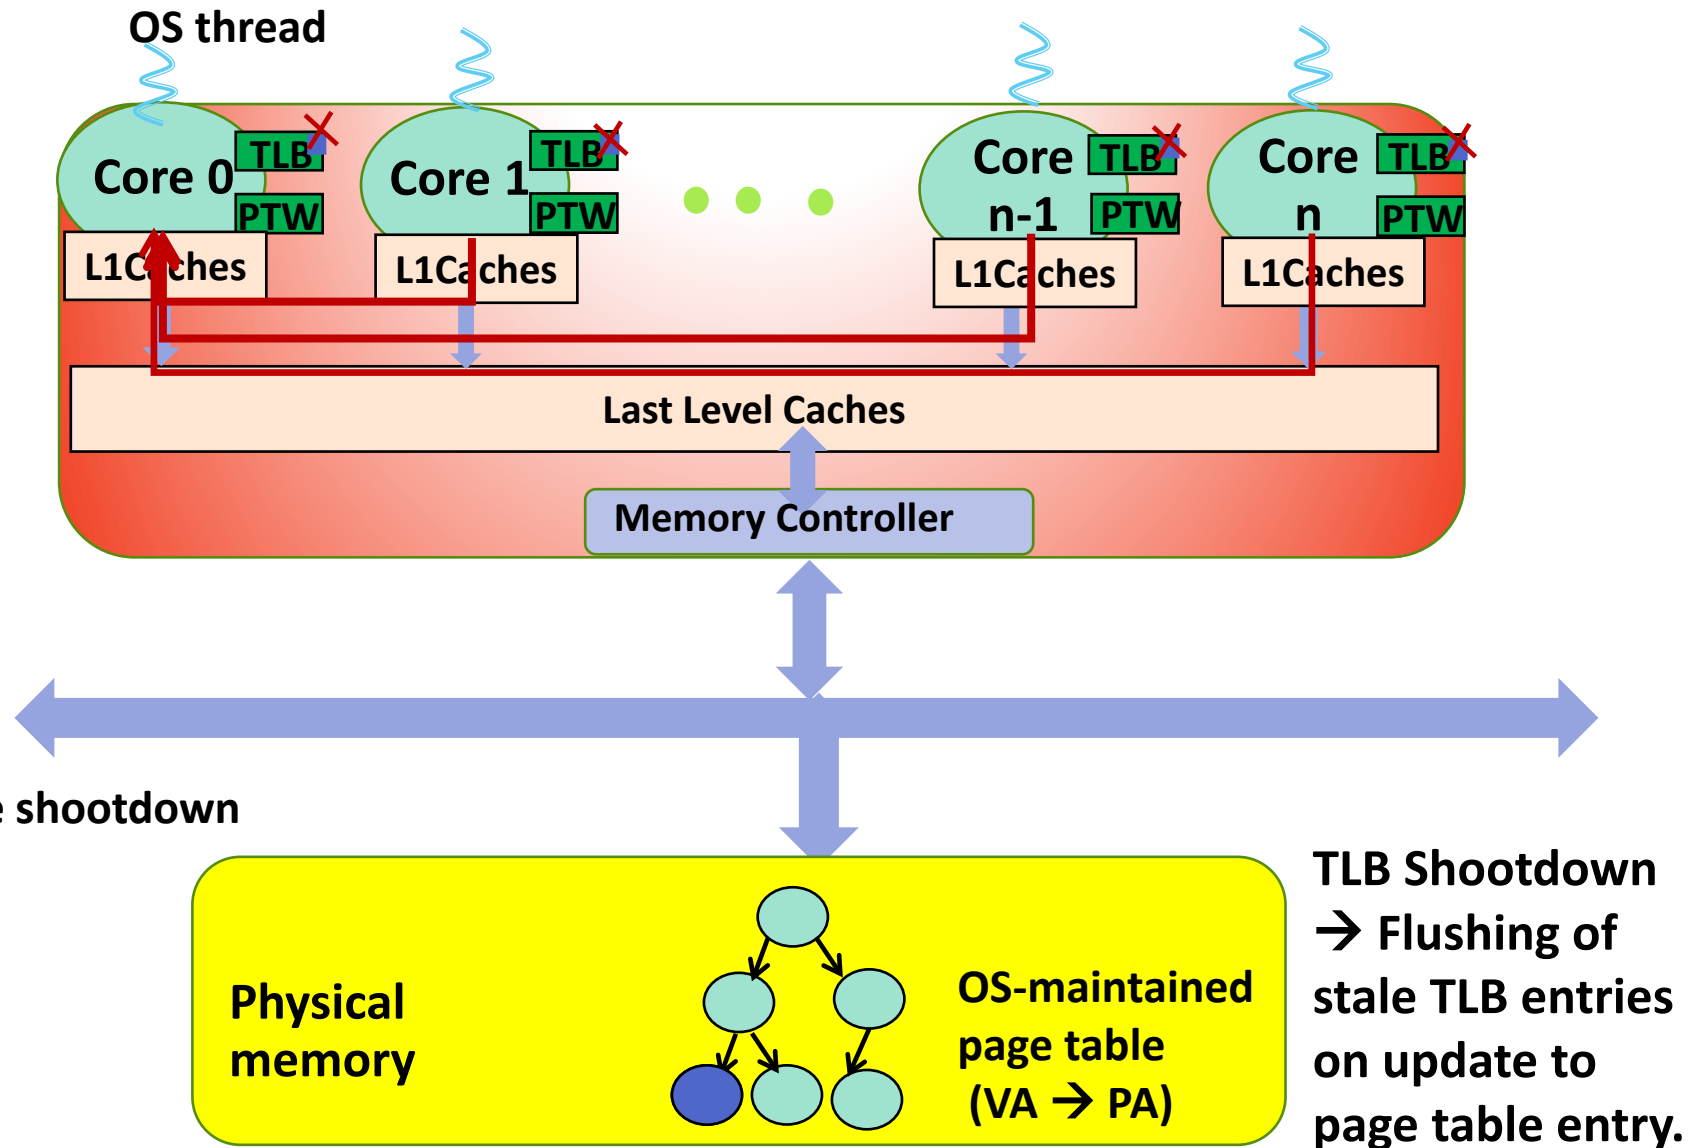 OS thread
Core 0
TLB
PTW
L1Caches
Core 1
TLB
PTW
L1Caches
Core
n-1
TLB
PTW
L1Caches
Core
n
TLB
PTW
L1Caches
Last Level Caches
Memory Controller
shootdown
Physical
memory
OS-maintained
page table
(VA → PA)
TLB Shootdown
→ Flushing of
stale TLB entries
on update to
page table entry.